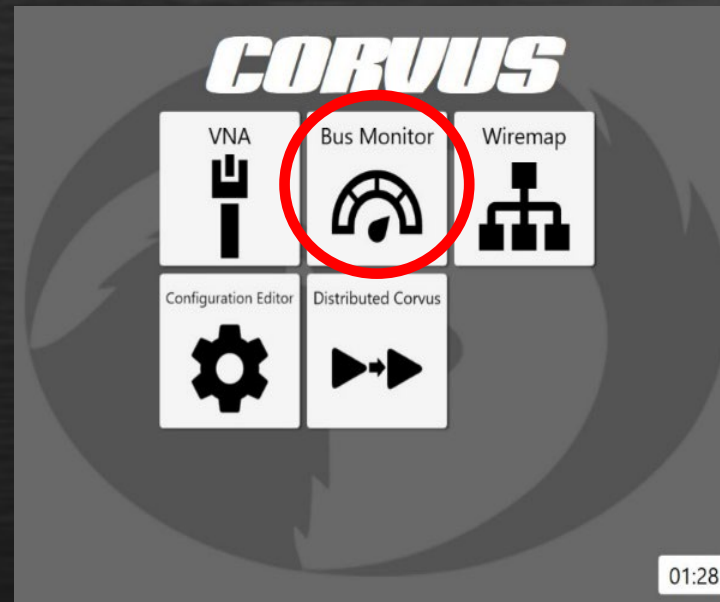 CORVUS
VNA
Bus Monitor
Wiremap
Configuration Editor
Distributed Corvus
01:28